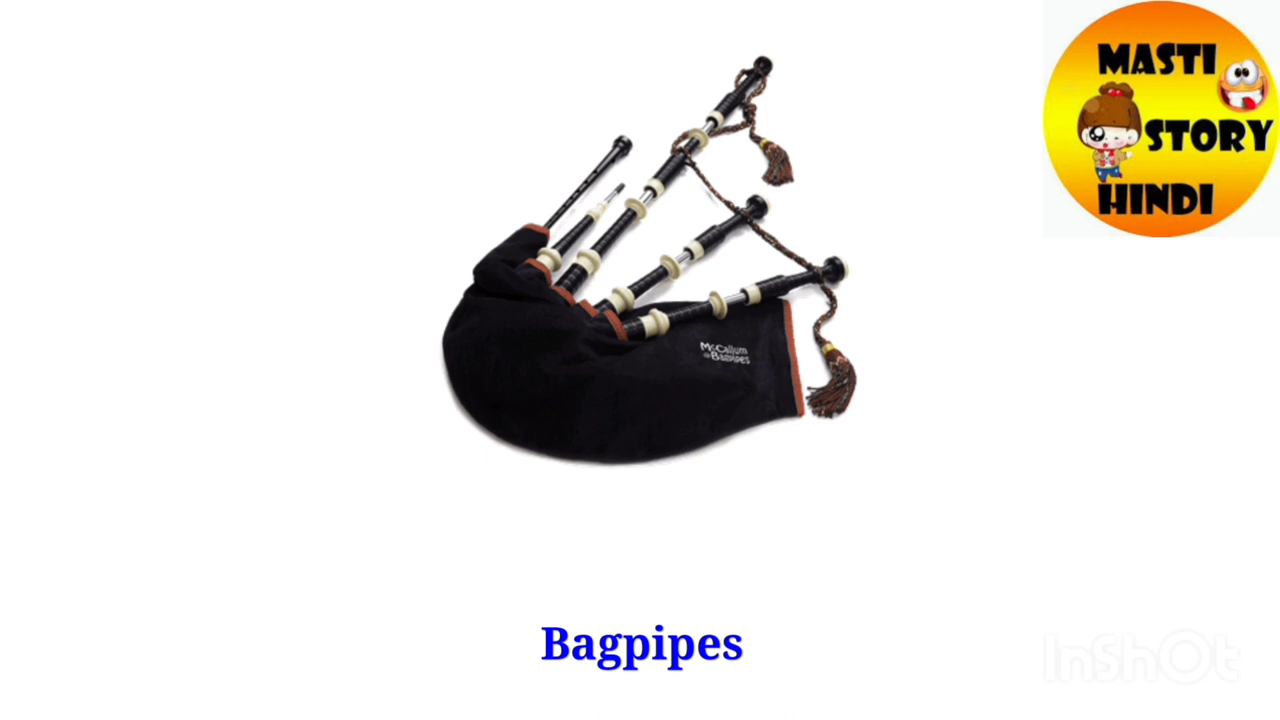 MASTI
STORY
HINDI
McCallum
Bagpipes
Bagpipes
InShOt